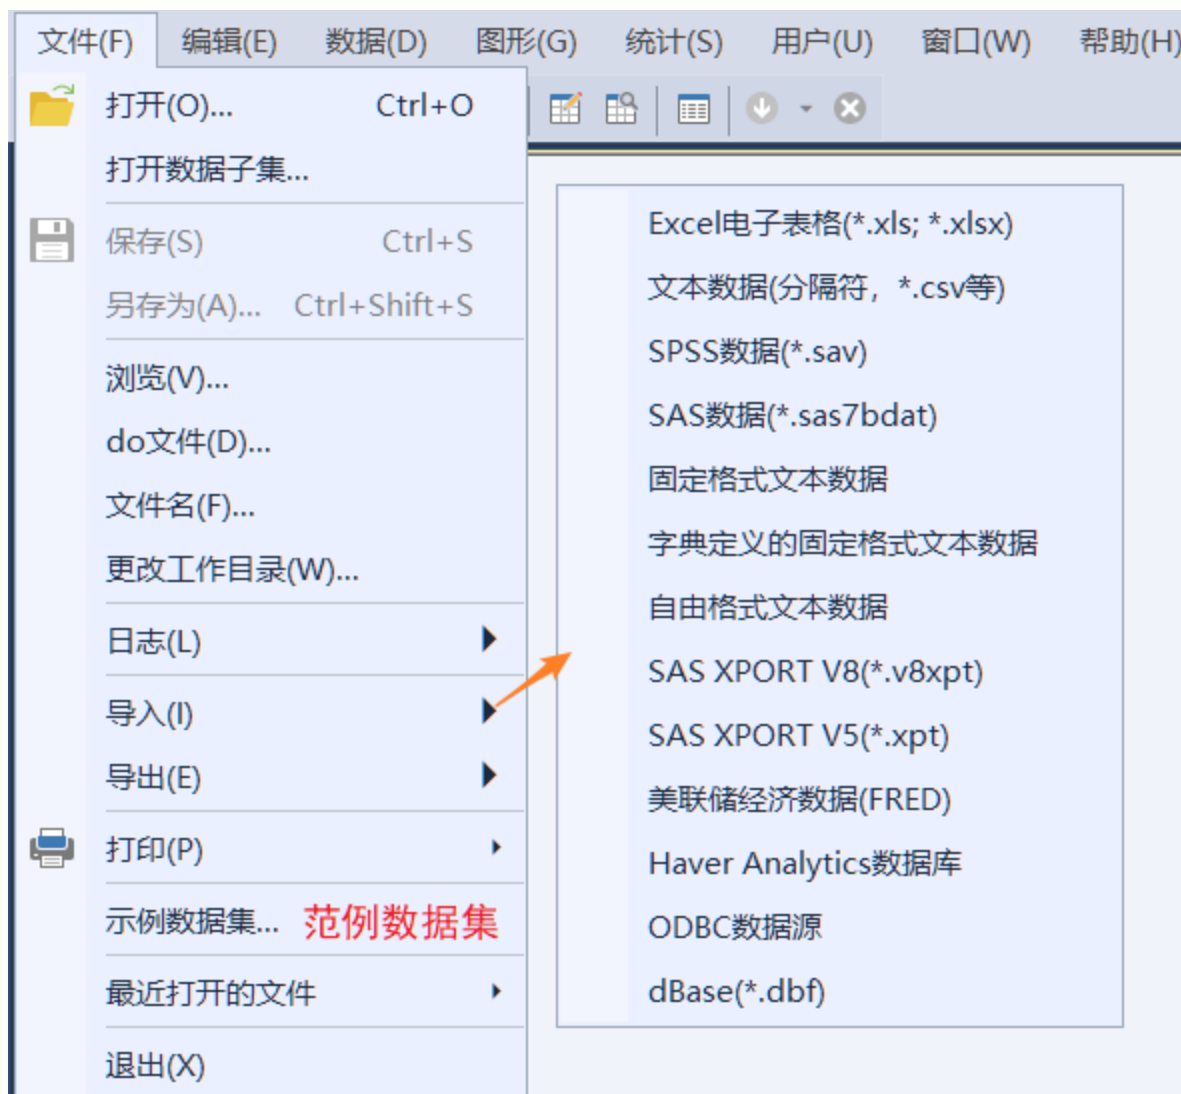 文件(F) 编辑(E) 数据(D) 图形(G) 统计(S) 用户(U) 窗口(W) 帮助(H)
打开(O)... Ctrl+O
打开数据子集...
保存(S) Ctrl+S
另存为(A)... Ctrl+Shift+S
浏览(V)...
do文件(D)...
文件名(F)...
更改工作目录(W)...
日志(L)
导入(I)
导出(E)
打印(P)
示例数据集... 范例数据集
最近打开的文件
退出(X)
Excel电子表格(*.xls; *.xlsx)
文本数据(分隔符，*.csv等)
SPSS数据(*.sav)
SAS数据(*.sas7bdat)
固定格式文本数据
字典定义的固定格式文本数据
自由格式文本数据
SAS XPORT V8(*.v8xpt)
SAS XPORT V5(*.xpt)
美联储经济数据(FRED)
Haver Analytics数据库
ODBC数据源
dBase(*.dbf)